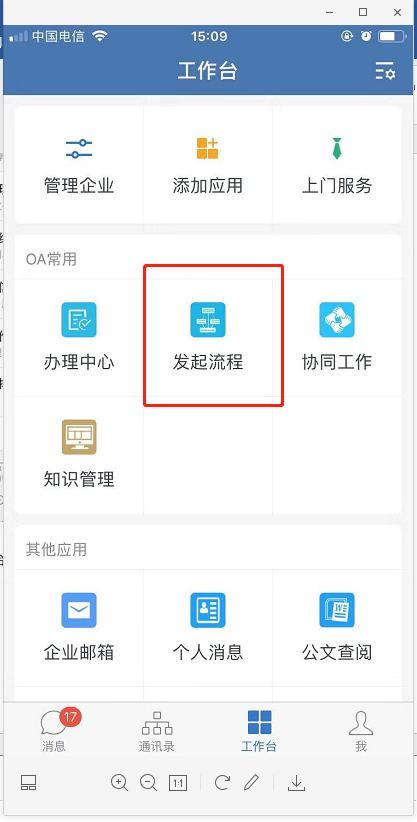 中国电信 15:09
工作台
管理企业 添加应用 上门服务
OA常用
办理中心 发起流程 协同工作
知识管理
其他应用
企业邮箱 个人消息 公文查阅
17
消息 通讯录 工作台 我
1:1